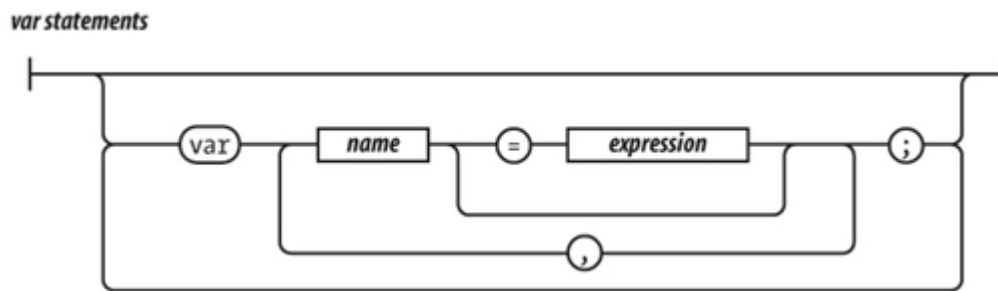 var statements
var name = expression ;
,